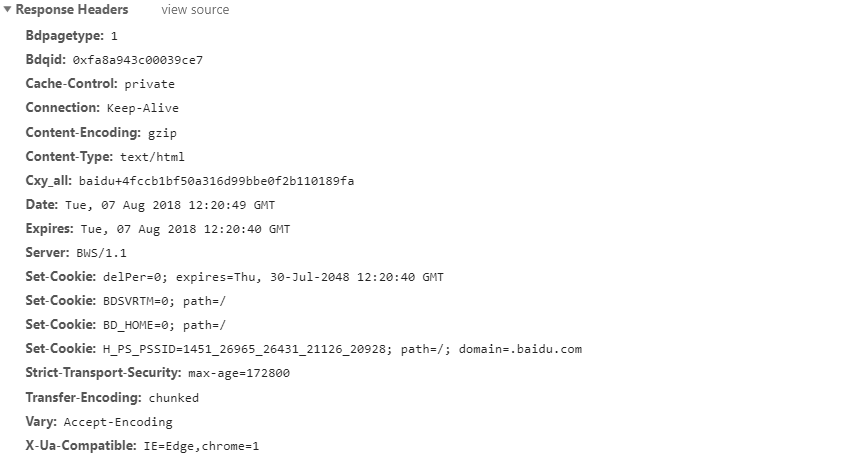 Response Headers view source
Bdpagetype: 1
Bdqid: 0xfa8a943c00039ce7
Cache-Control: private
Connection: Keep-Alive
Content-Encoding: gzip
Content-Type: text/html
Cxy_all: baidu+4fccb1bf50a316d99bbe0f2b110189fa
Date: Tue, 07 Aug 2018 12:20:49 GMT
Expires: Tue, 07 Aug 2018 12:20:40 GMT
Server: BWS/1.1
Set-Cookie: delPer=0; expires=Thu, 30-Jul-2048 12:20:40 GMT
Set-Cookie: BDSVRTM=0; path=/
Set-Cookie: BD_HOME=0; path=/
Set-Cookie: H_PS_PSSID=1451_26965_26431_21126_20928; path=/; domain=.baidu.com
Strict-Transport-Security: max-age=172800
Transfer-Encoding: chunked
Vary: Accept-Encoding
X-Ua-Compatible: IE=Edge,chrome=1